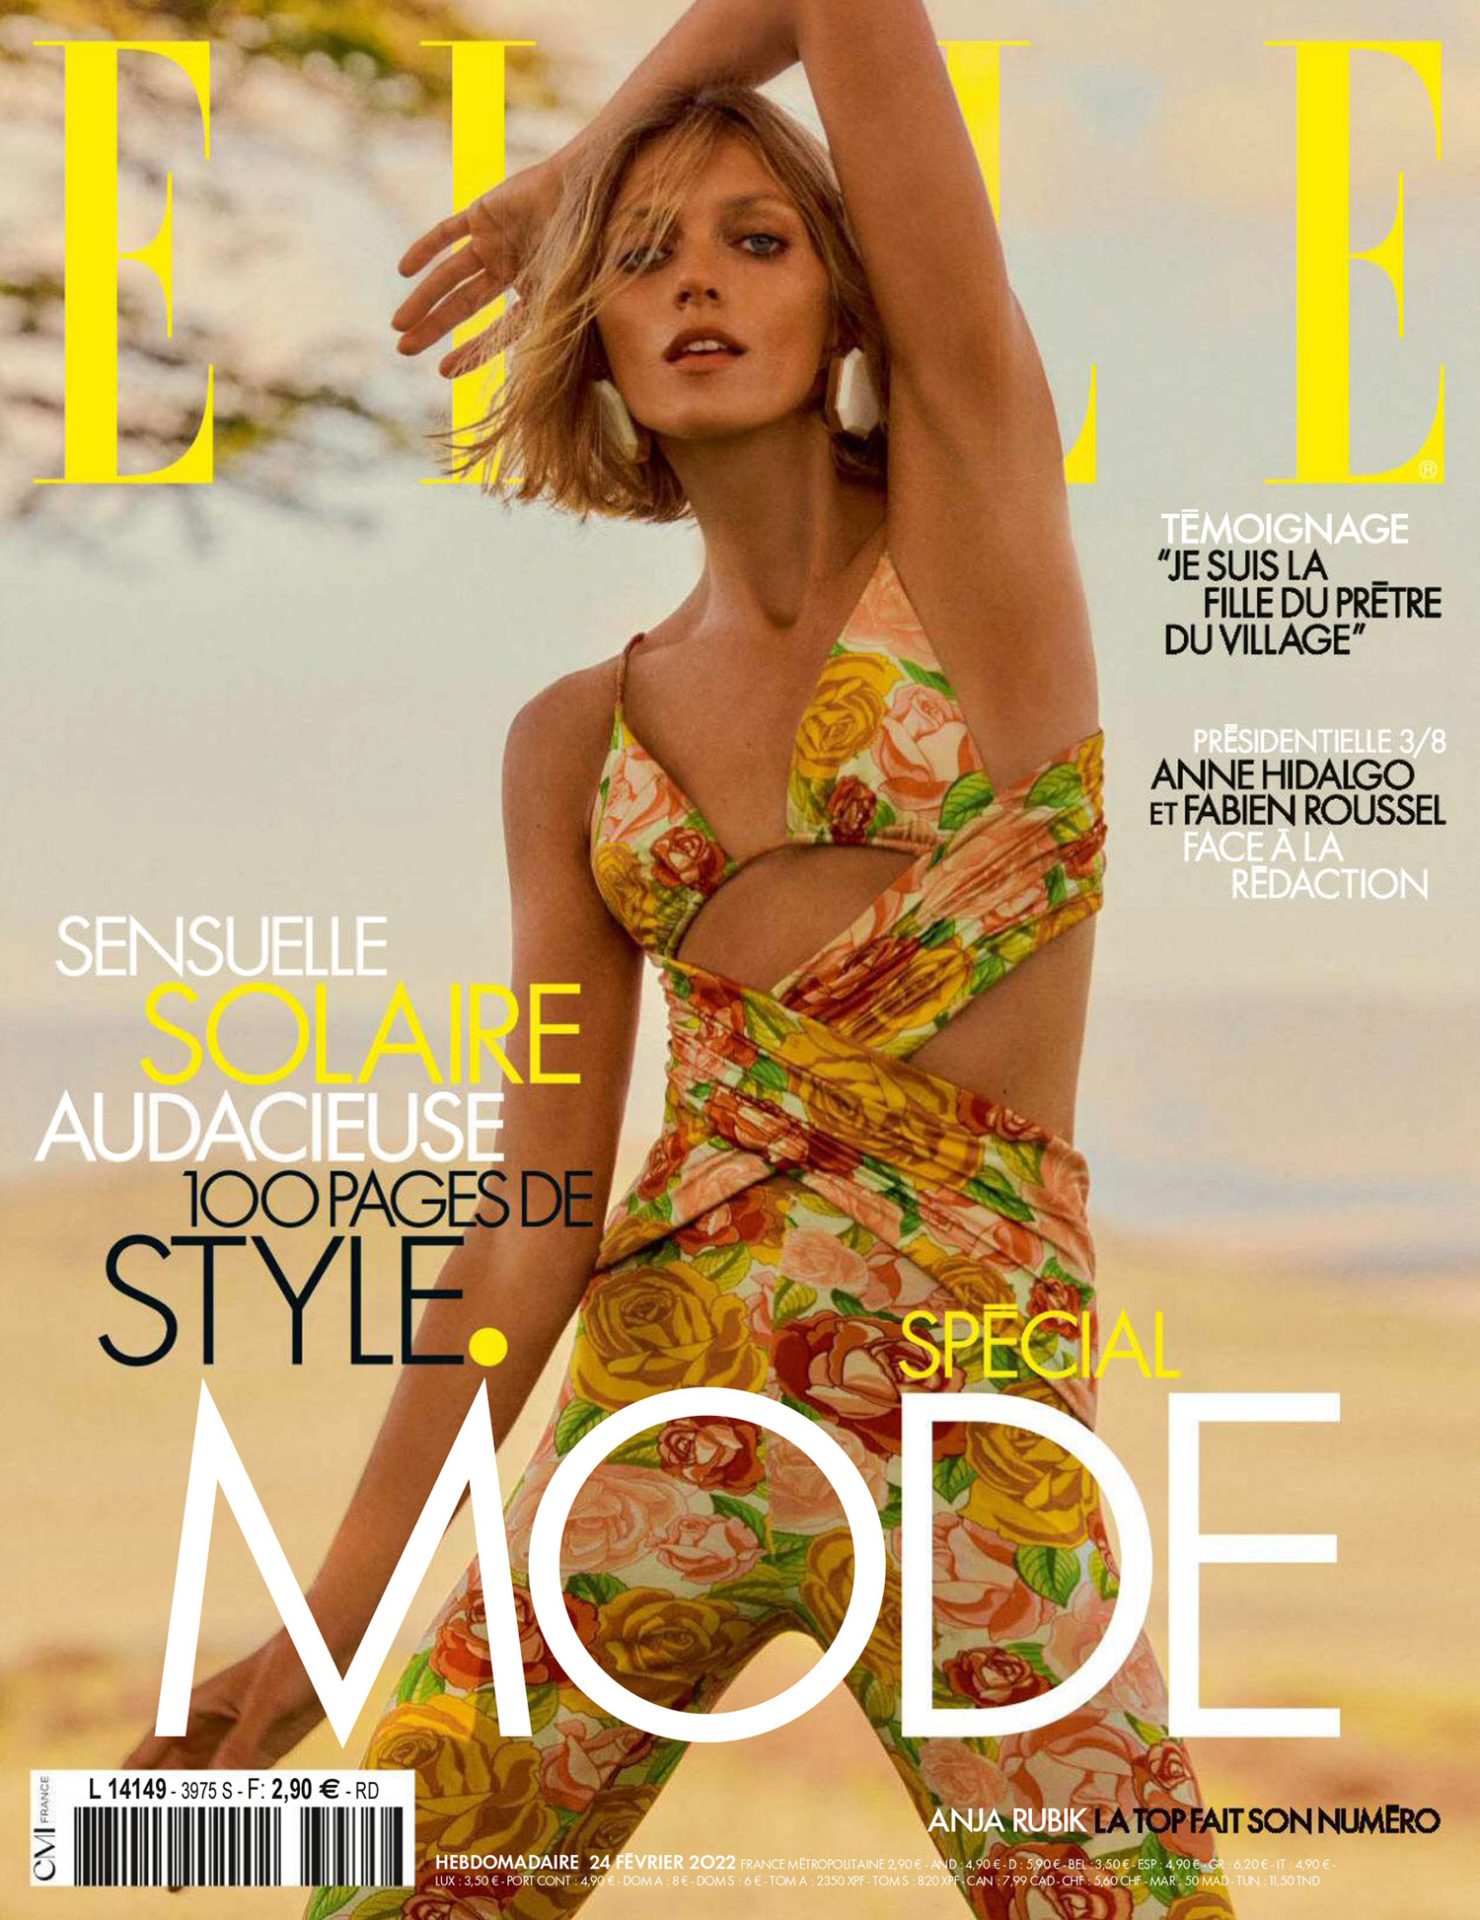 ELLE
®
TÉMOIGNAGE
“JE SUIS LA
FILLE DU PRÊTRE
DU VILLAGE”
PRÉSIDENTIELLE 3/8
ANNE HIDALGO
ET FABIEN ROUSSEL
FACE À LA
RÉDACTION
SENSUELLE
SOLAIRE
AUDACIEUSE
100 PAGES DE
STYLE.
SPÉCIAL
MODE
CMI FRANCE
L 14149 - 3975 S - F: 2,90 € - RD
ANJA RUBIK LA TOP FAIT SON NUMÉRO
HEBDOMADAIRE 24 FÉVRIER 2022 FRANCE MÉTROPOLITAINE 2,90 € - AND : 4,90 € - D : 5,90 € - BEL : 3,50 € - ESP : 4,90 € - GR : 6,20 € - IT : 4,90 € -
LUX : 3,50 € - PORT CONT : 4,90 € - DOM A : 8 € - DOM S : 6 € - TOM A : 2350 XPF - TOM S : 820 XPF - CAN : 7,99 CAD - CHF : 5,60 CHF - MAR : 50 MAD - TUN : 11,50 TND